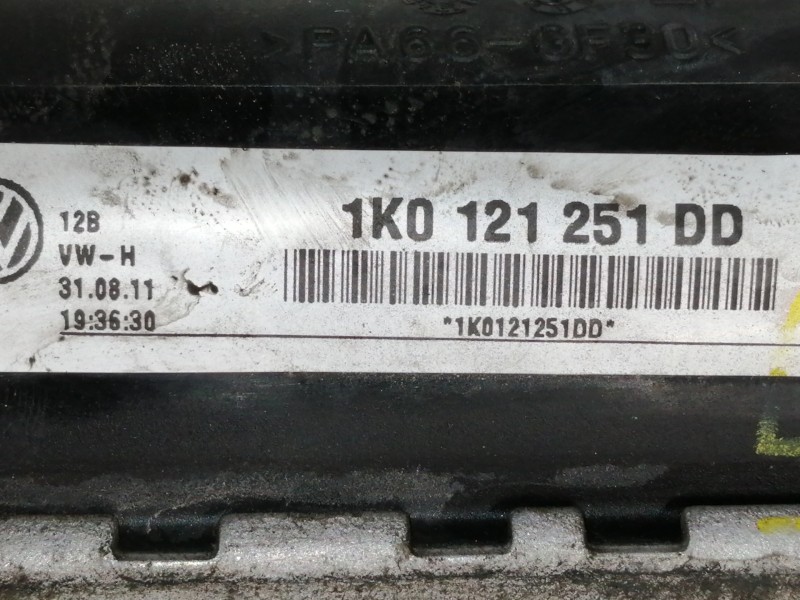 >PA66-GF30<
12B
VW-H
31.08.11
19:36:30
1K0 121 251 DD
*1K0121251DD*